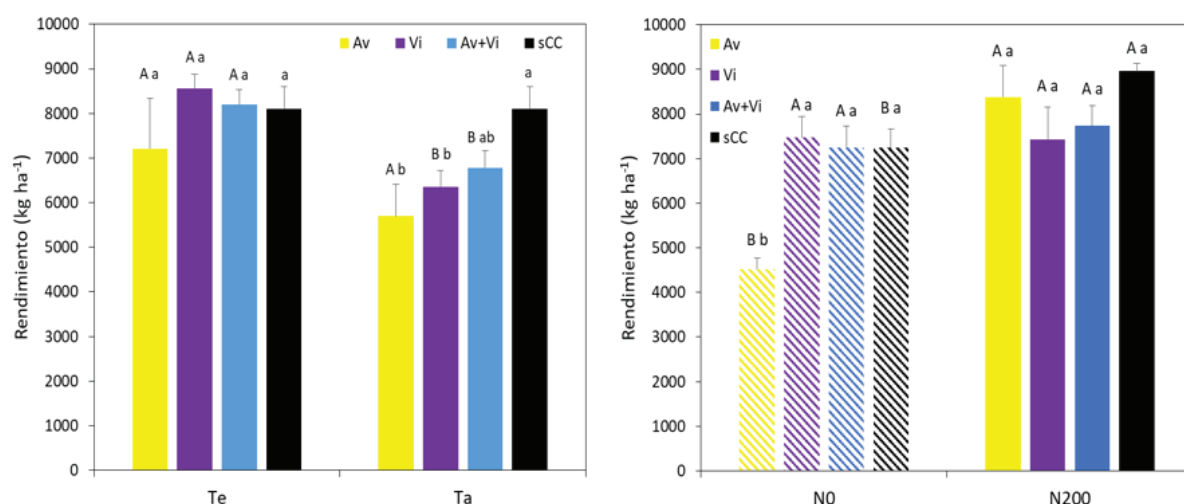 10000
9000
8000
7000
6000
5000
4000
3000
2000
1000
0
Rendimiento (kg ha⁻¹)
Av Vi Av+Vi sCC
A a A a A a a
A b B b B ab a
Te Ta
10000
9000
8000
7000
6000
5000
4000
3000
2000
1000
0
Rendimiento (kg ha⁻¹)
Av
Vi
Av+Vi
sCC
B b A a A a B a
A a A a A a A a
N0 N200